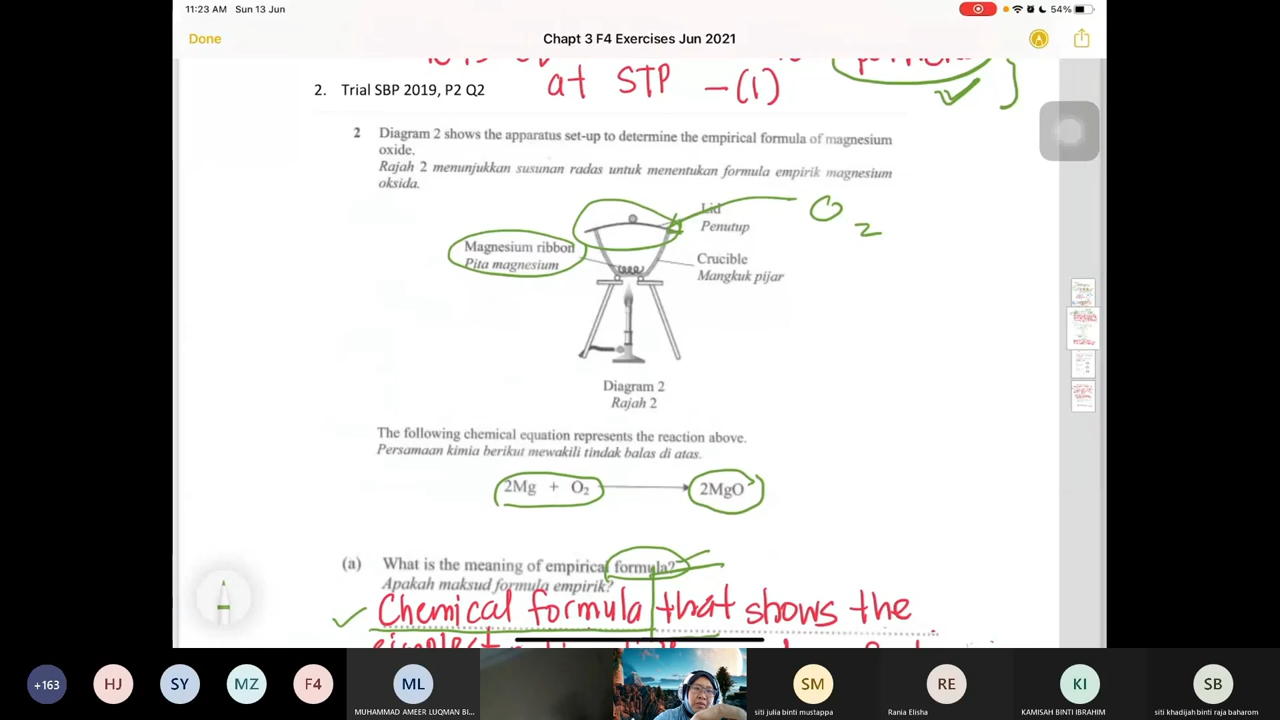 11:23 AM Sun 13 Jun
54%
Done
Chapt 3 F4 Exercises Jun 2021
at STP -(1)
2. Trial SBP 2019, P2 Q2
2 Diagram 2 shows the apparatus set-up to determine the empirical formula of magnesium
oxide.
Rajah 2 menunjukkan susunan radas untuk menentukan formula empirik magnesium
oksida.
Lid
Penutup
O2
Magnesium ribbon
Pita magnesium
Crucible
Mangkuk pijar
Diagram 2
Rajah 2
The following chemical equation represents the reaction above.
Persamaan kimia berikut mewakili tindak balas di atas.
2Mg + O₂ → 2MgO
(a) What is the meaning of empirical formula?
Apakah maksud formula empirik?
Chemical formula that shows the
+163
HJ
SY
MZ
F4
ML
SM
RE
KI
SB
MUHAMMAD AMEER LUQMAN BI...
siti julia binti mustappa
Rania Elisha
KAMISAH BINTI IBRAHIM
siti khadijah binti raja baharom